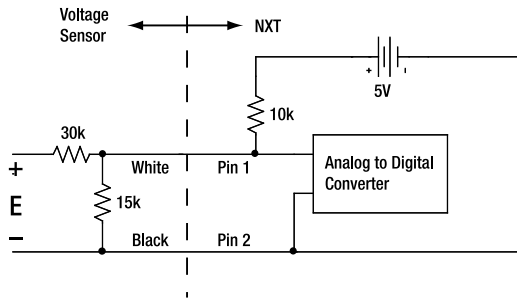 Voltage
Sensor
NXT
+ -
5V
10k
30k
+
E
–
15k
White
Pin 1
Analog to Digital
Converter
Black
Pin 2